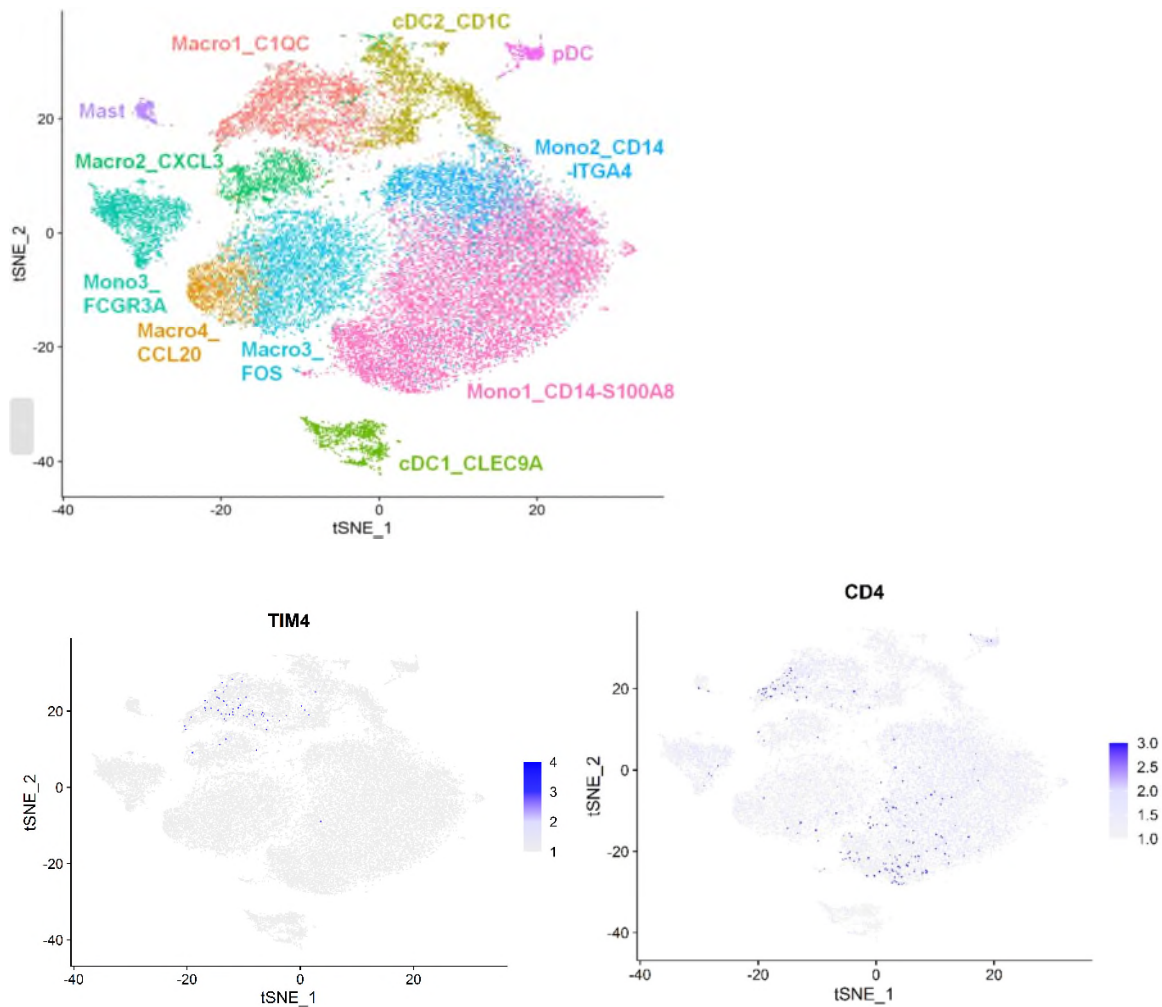 cDC2_CD1C
Macro1_C1QC
pDC
Mast
20
Mono2_CD14
-ITGA4
Macro2_CXCL3
0
tSNE_2
Mono3_
FCGR3A
Macro4_
CCL20
Macro3_
FOS
-20
Mono1_CD14-S100A8
-40
cDC1_CLEC9A
-40
-20
0
20
tSNE_1
TIM4
20
0
-20
-40
tSNE_2
4
3
2
1
-40
-20
0
20
tSNE_1
CD4
20
0
-20
-40
tSNE_2
3.0
2.5
2.0
1.5
1.0
-40
-20
0
20
tSNE_1